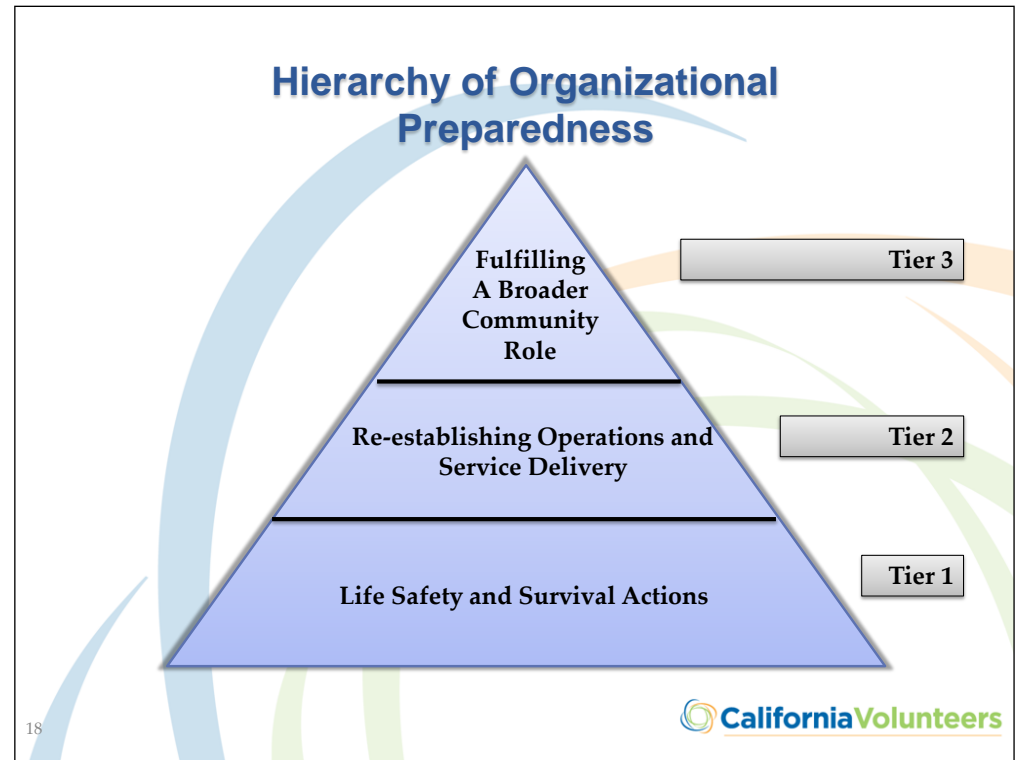 Hierarchy of Organizational
Preparedness
Fulfilling
A Broader
Community
Role
Tier 3
Re-establishing Operations and
Service Delivery
Tier 2
Life Safety and Survival Actions
Tier 1
18
CaliforniaVolunteers